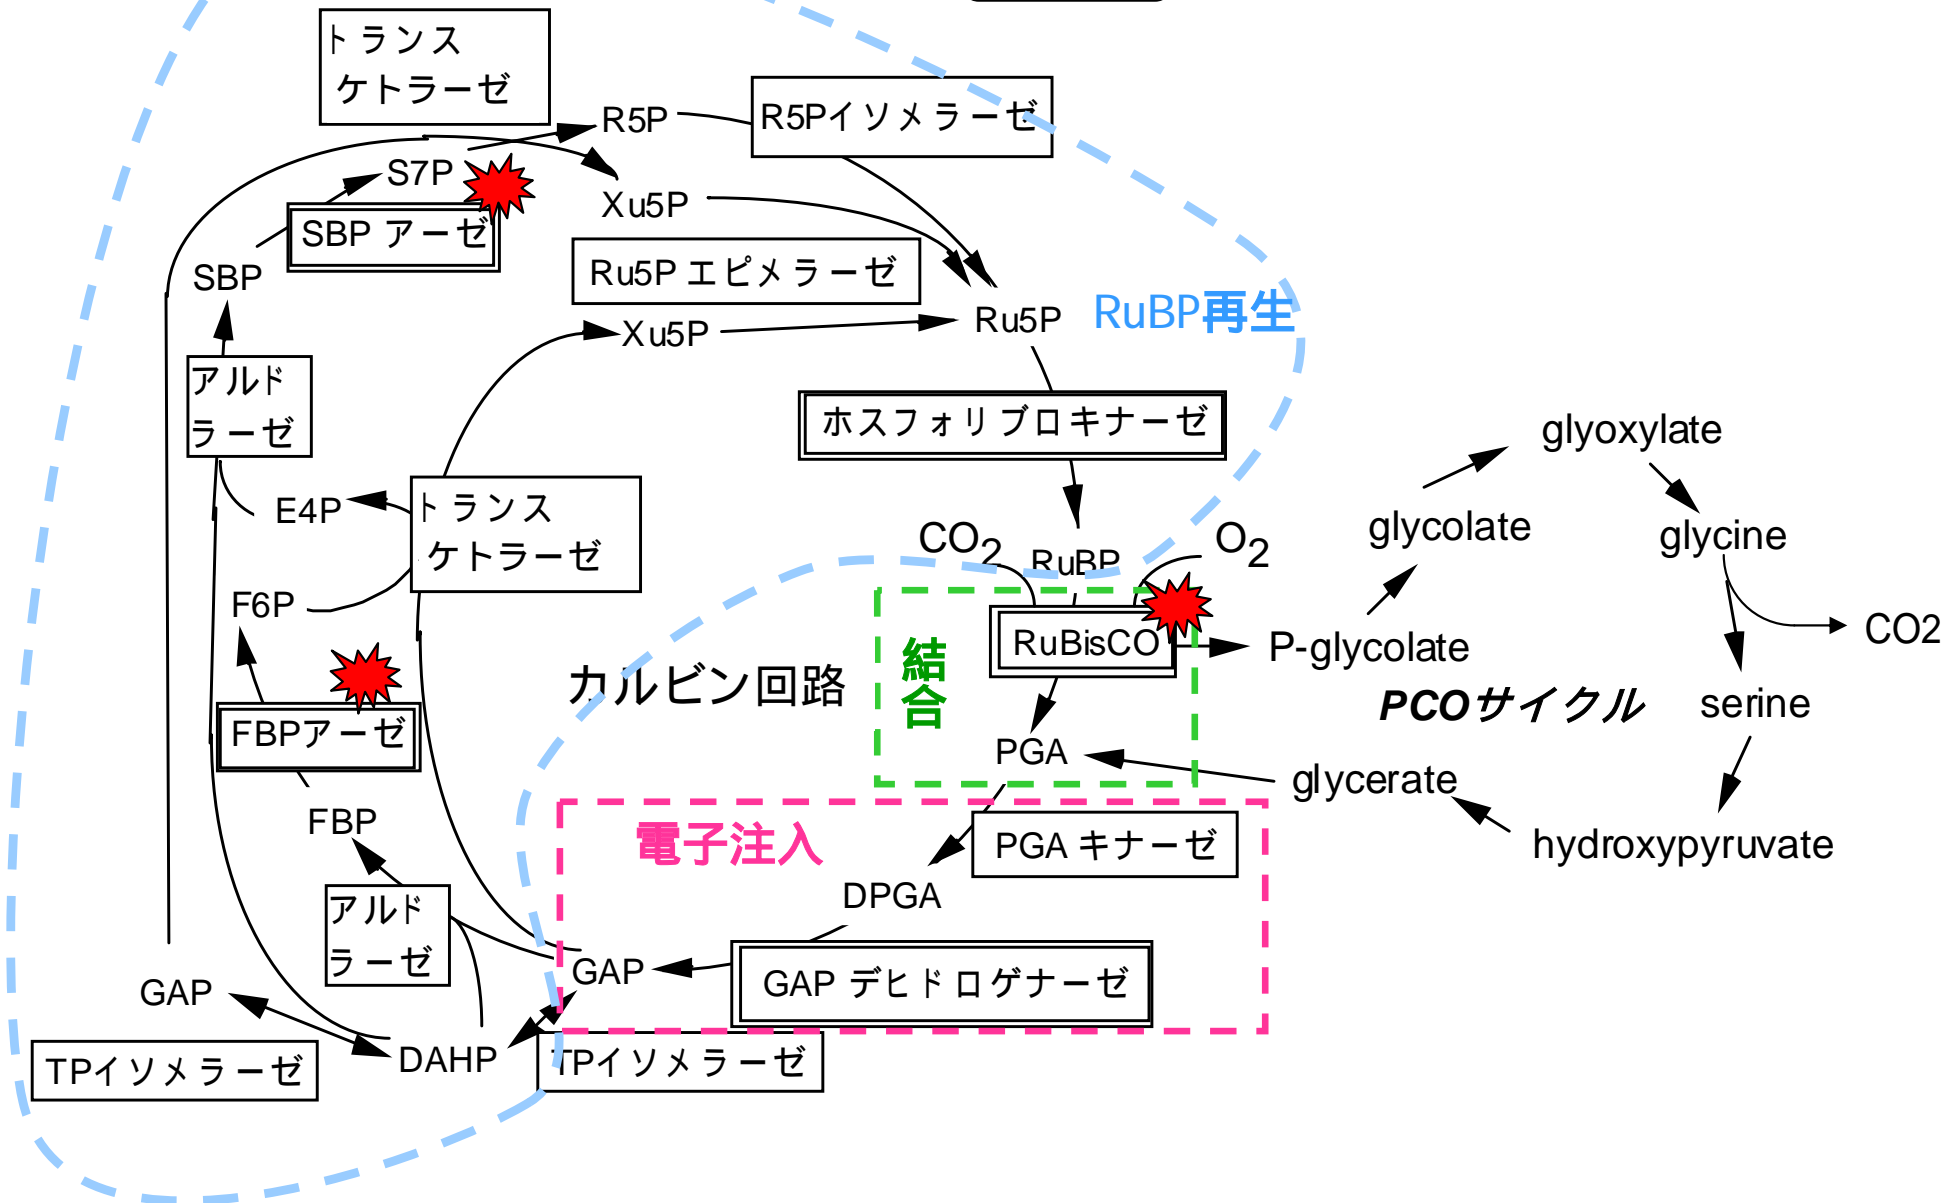 トランス
ケトラーゼ
R5P
R5Pイソメラーゼ
S7P
Xu5P
SBP アーゼ
Ru5P エピメラーゼ
SBP
Ru5P
RuBP再生
Xu5P
アルド
ラーゼ
ホスフォリブロキナーゼ
glyoxylate
E4P
トランス
ケトラーゼ
glycolate
glycine
CO2
RuBP
O2
F6P
結
合
RuBisCO
P-glycolate
CO2
カルビン回路
PCOサイクル
serine
FBPアーゼ
PGA
glycerate
FBP
電子注入
PGA キナーゼ
hydroxypyruvate
DPGA
アルド
ラーゼ
GAP
GAP デヒドロゲナーゼ
GAP
DAHP
TPイソメラーゼ
TPイソメラーゼ